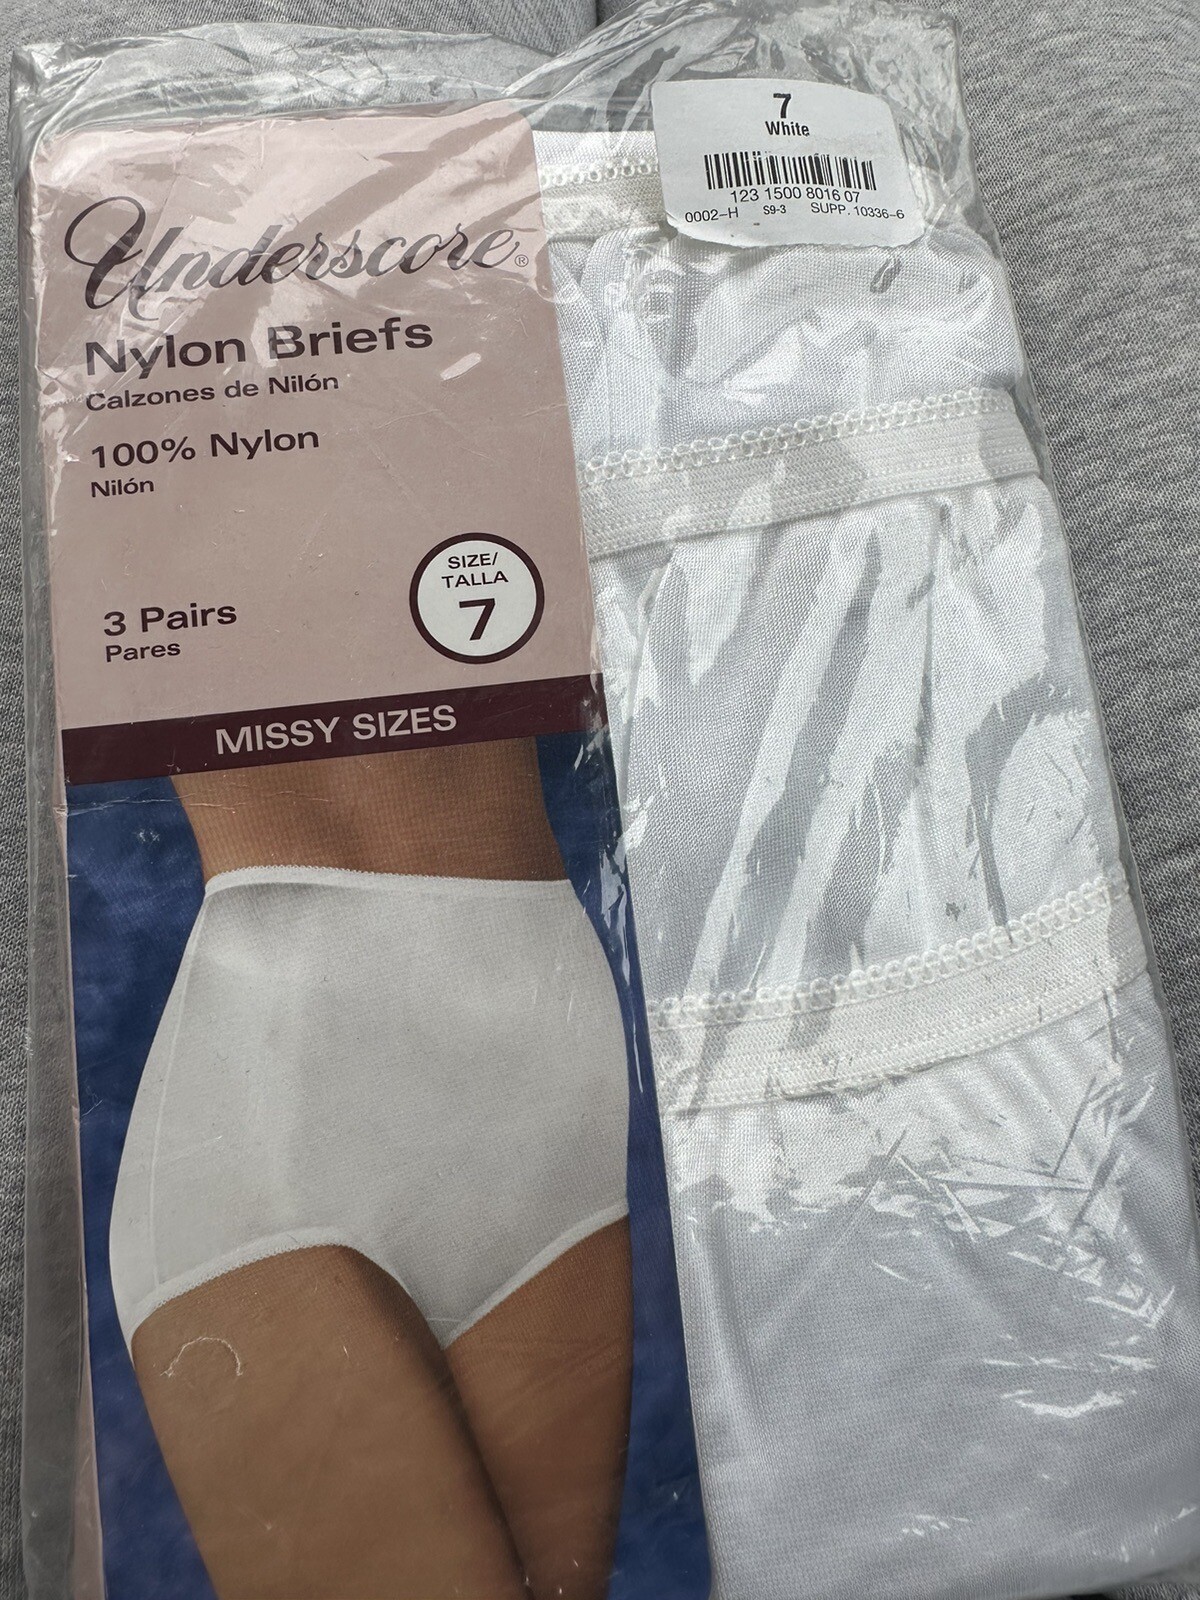 7
White
123 1500 8016 07
0002-H S9-3 SUPP. 10336-6
Underscore®
Nylon Briefs
Calzones de Nilón
100% Nylon
Nilón
SIZE/
TALLA
7
3 Pairs
Pares
MISSY SIZES